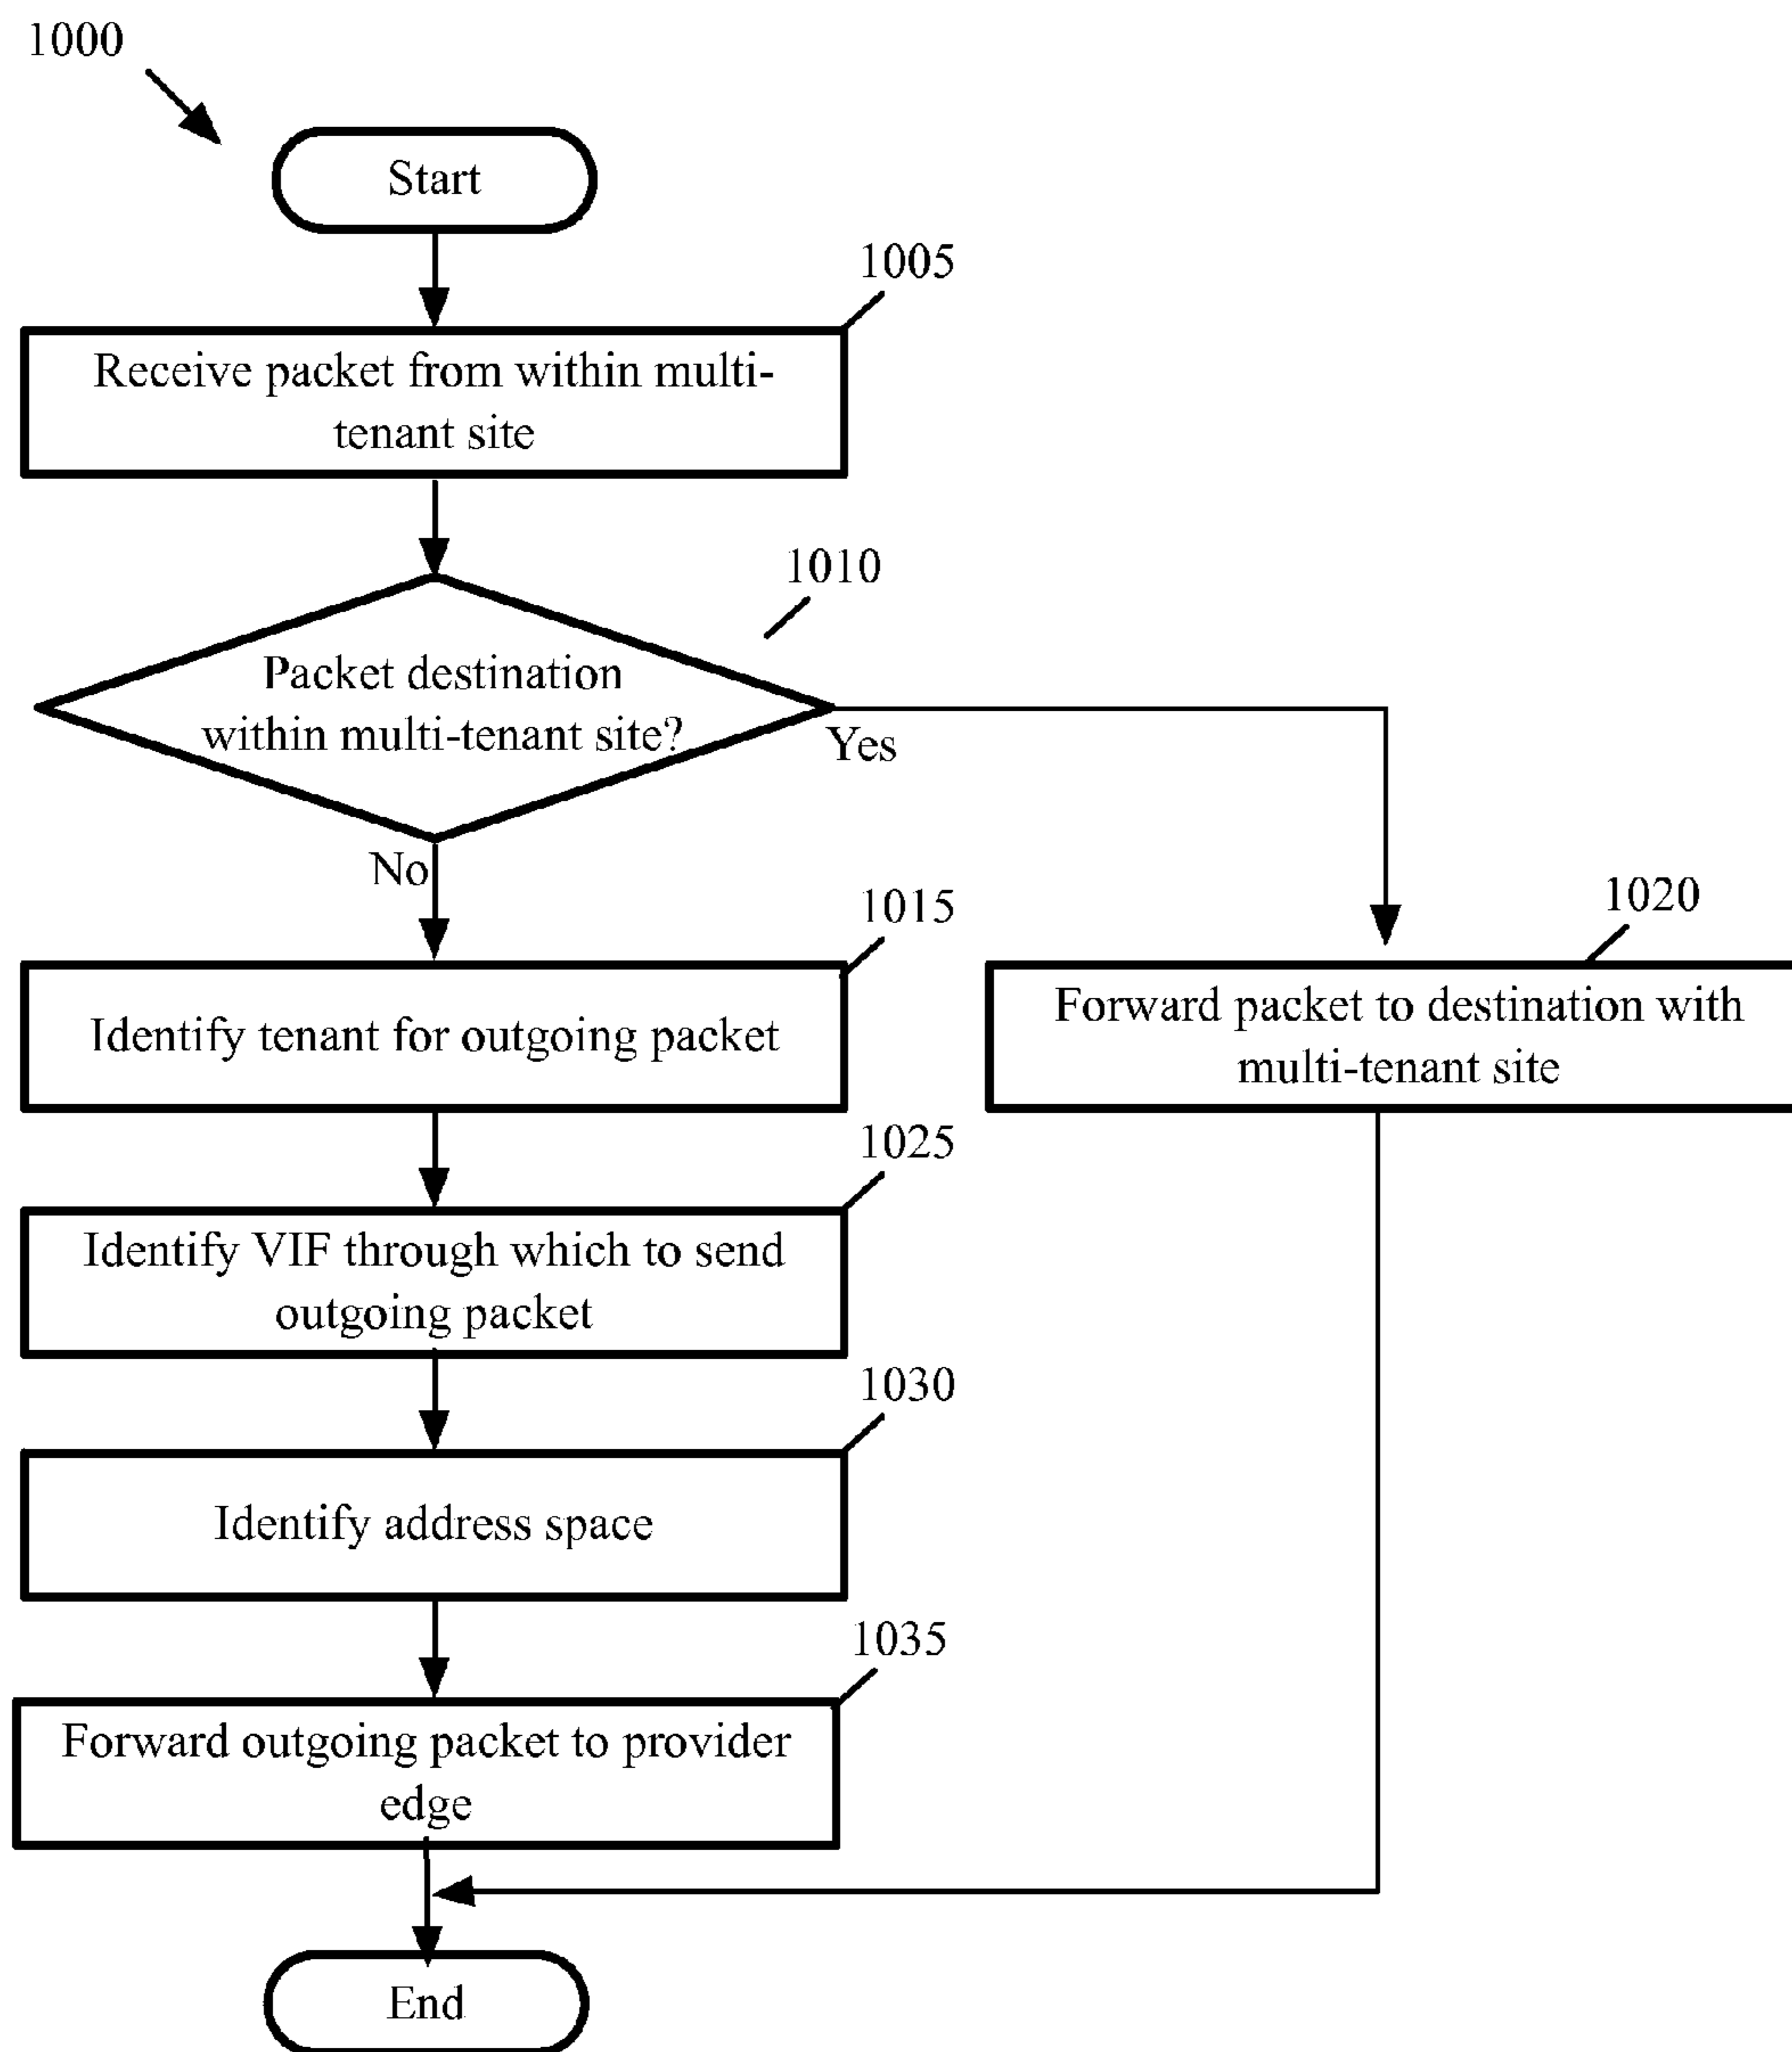 1000
Start
1005
Receive packet from within multi-
tenant site
1010
Packet destination
within multi-tenant site?
Yes
No
1015
Identify tenant for outgoing packet
1020
Forward packet to destination with
multi-tenant site
1025
Identify VIF through which to send
outgoing packet
1030
Identify address space
1035
Forward outgoing packet to provider
edge
End